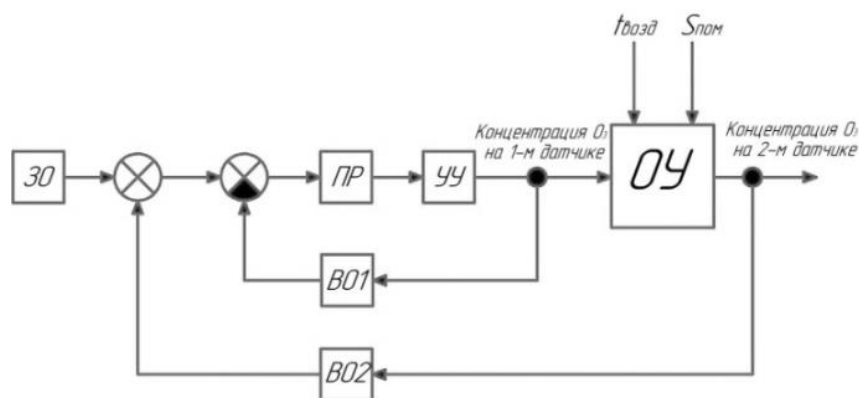 tвозд Sпом
Концентрация O₃
на 1-м датчике
Концентрация O₃
на 2-м датчике
ЗО
ПР
УУ
ОУ
ВО1
ВО2